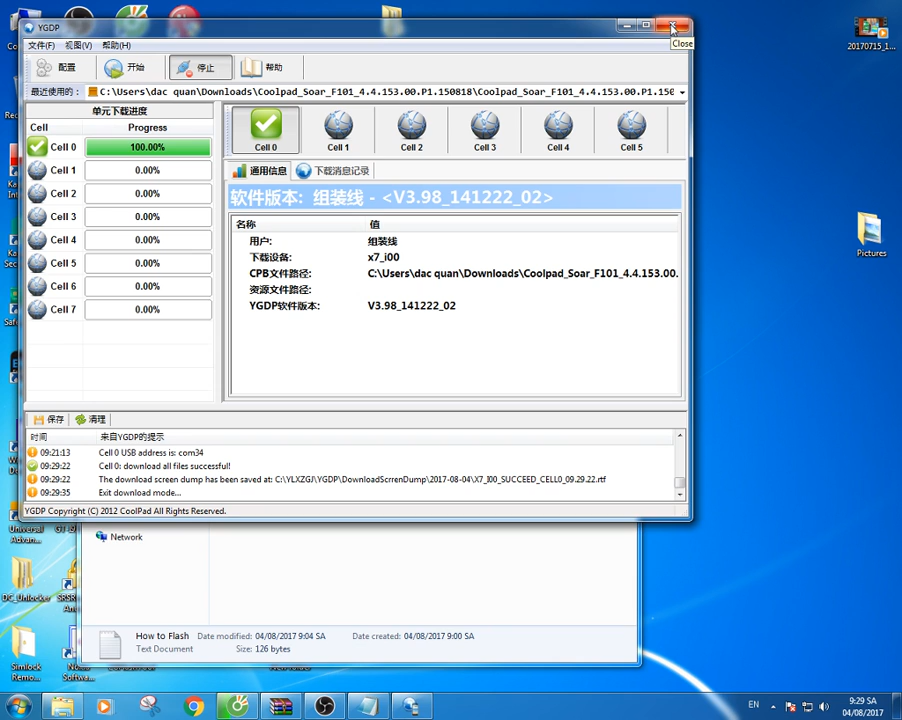 YGDP
Close
文件(F) 视图(V) 帮助(H)
配置 开始 停止 帮助
最近使用的： C:\Users\dac quan\Downloads\Coolpad_Soar_F101_4.4.153.00.P1.150818\Coolpad_Soar_F101_4.4.153.00.P1.150
单元下载进度
Cell Progress
Cell 0 100.00%
Cell 1 0.00%
Cell 2 0.00%
Cell 3 0.00%
Cell 4 0.00%
Cell 5 0.00%
Cell 6 0.00%
Cell 7 0.00%
Cell 0 Cell 1 Cell 2 Cell 3 Cell 4 Cell 5
通用信息 下载消息记录
软件版本: 组装线 - <V3.98_141222_02>
名称 值
用户: 组装线
下载设备: x7_i00
CPB文件路径: C:\Users\dac quan\Downloads\Coolpad_Soar_F101_4.4.153.00.
资源文件路径:
YGDP软件版本: V3.98_141222_02
保存 清理
时间 来自YGDP的提示
09:21:13 Cell 0 USB address is: com34
09:29:22 Cell 0: download all files successful!
09:29:22 The download screen dump has been saved at: C:\YLXZGJ\YGDP\DownloadScrrenDump\2017-08-04\X7_I00_SUCCEED_CELL0_09.29.22.rtf
09:29:35 Exit download mode...
YGDP Copyright (C) 2012 CoolPad All Rights Reserved.
Network
How to Flash Date modified: 04/08/2017 9:04 SA Date created: 04/08/2017 9:00 SA
Text Document Size: 126 bytes
20170715_1...
Pictures
Universal
Advan...
DC_Unlocker
Simlock
Remo...
Softwa...
EN
9:29 SA
04/08/2017